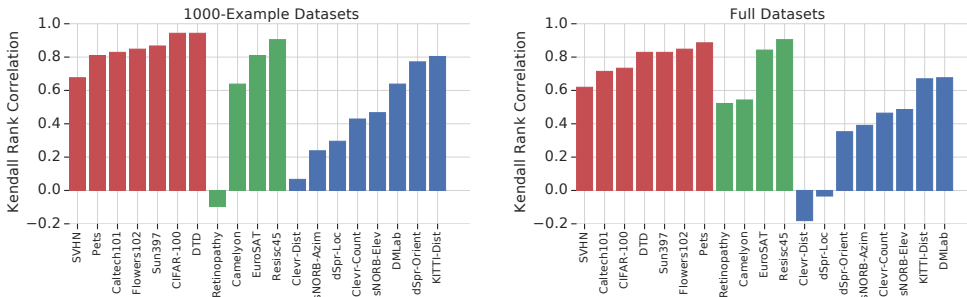 1000-Example Datasets
Kendall Rank Correlation
1.0
0.8
0.6
0.4
0.2
0.0
−0.2
SVHN
Pets
Caltech101
Flowers102
Sun397
CIFAR-100
DTD
Retinopathy
Camelyon
EuroSAT
Resisc45
Clevr-Dist
sNORB-Azim
dSpr-Loc
Clevr-Count
sNORB-Elev
DMLab
dSpr-Orient
KITTI-Dist
Full Datasets
Kendall Rank Correlation
1.0
0.8
0.6
0.4
0.2
0.0
−0.2
SVHN
Caltech101
CIFAR-100
DTD
Sun397
Flowers102
Pets
Retinopathy
Camelyon
EuroSAT
Resisc45
Clevr-Dist
dSpr-Loc
dSpr-Orient
sNORB-Azim
Clevr-Count
sNORB-Elev
KITTI-Dist
DMLab